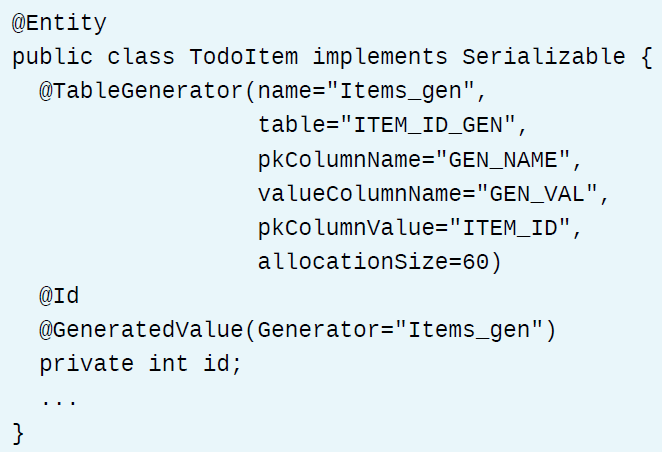 @Entity
public class TodoItem implements Serializable {
  @TableGenerator(name="Items_gen",
                  table="ITEM_ID_GEN",
                  pkColumnName="GEN_NAME",
                  valueColumnName="GEN_VAL",
                  pkColumnValue="ITEM_ID",
                  allocationSize=60)
  @Id
  @GeneratedValue(Generator="Items_gen")
  private int id;
  ...
}